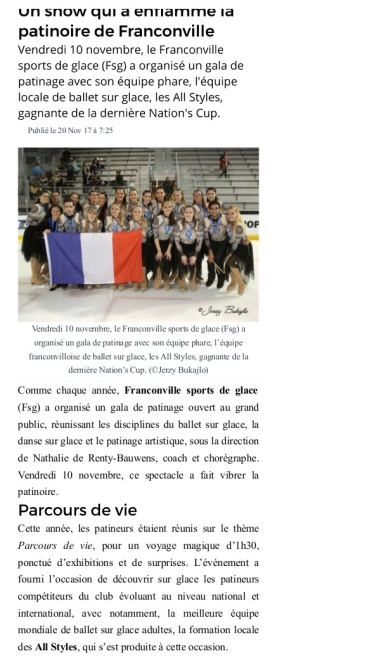 Un show qui a enflammé la
patinoire de Franconville
Vendredi 10 novembre, le Franconville
sports de glace (Fsg) a organisé un gala de
patinage avec son équipe phare, l'équipe
locale de ballet sur glace, les All Styles,
gagnante de la dernière Nation's Cup.
Publié le 20 Nov 17 à 7:25
©Jerzy Bukajlo
Vendredi 10 novembre, le Franconville sports de glace (Fsg) a
organisé un gala de patinage avec son équipe phare, l’équipe
franconvilloise de ballet sur glace, les All Styles, gagnante de la
dernière Nation’s Cup. (©Jerzy Bukajlo)
Comme chaque année, Franconville sports de glace
(Fsg) a organisé un gala de patinage ouvert au grand
public, réunissant les disciplines du ballet sur glace, la
danse sur glace et le patinage artistique, sous la direction
de Nathalie de Renty-Bauwens, coach et chorégraphe.
Vendredi 10 novembre, ce spectacle a fait vibrer la
patinoire.
Parcours de vie
Cette année, les patineurs étaient réunis sur le thème
Parcours de vie, pour un voyage magique d’1h30,
ponctué d’exhibitions et de surprises. L’événement a
fourni l’occasion de découvrir sur glace les patineurs
compétiteurs du club évoluant au niveau national et
international, avec notamment, la meilleure équipe
mondiale de ballet sur glace adultes, la formation locale
des All Styles, qui s’est produite à cette occasion.